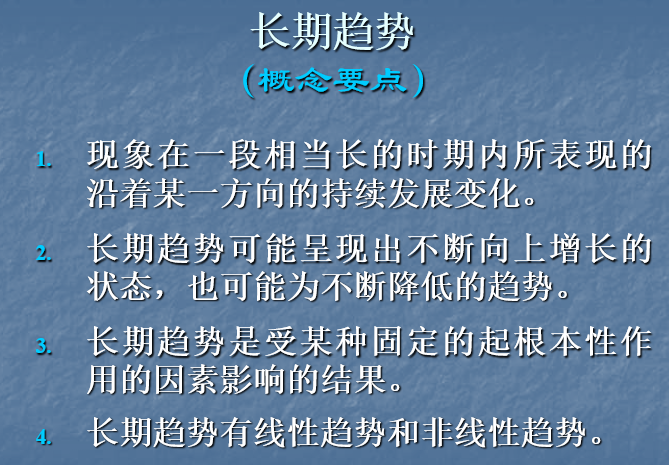 长期趋势
(概念要点)
1. 现象在一段相当长的时期内所表现的
沿着某一方向的持续发展变化。
2. 长期趋势可能呈现出不断向上增长的
状态，也可能为不断降低的趋势。
3. 长期趋势是受某种固定的起根本性作
用的因素影响的结果。
4. 长期趋势有线性趋势和非线性趋势。